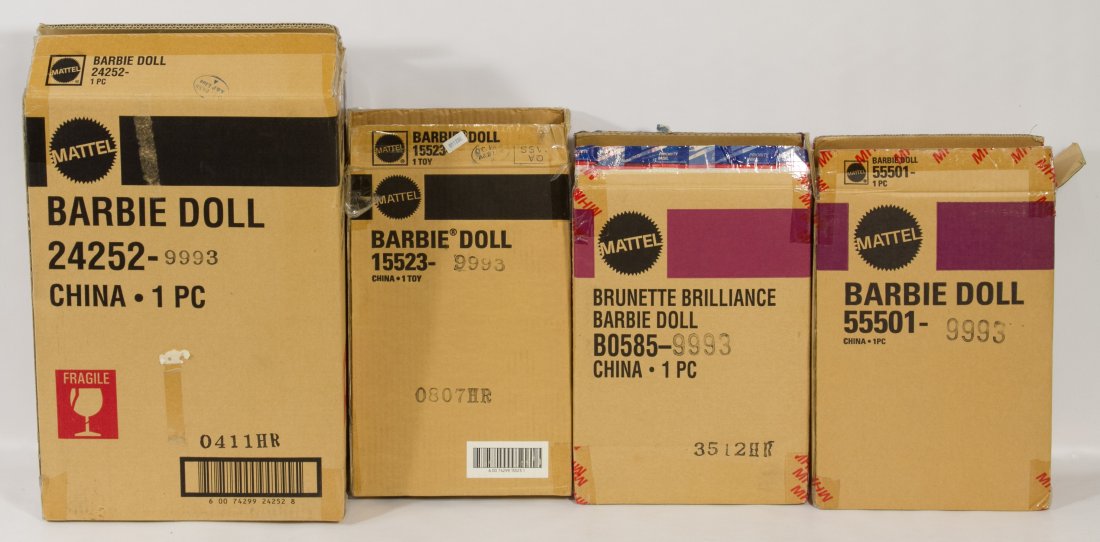 MATTEL
BARBIE DOLL
24252-
1 PC
MATTEL
BARBIE DOLL
24252-9993
CHINA • 1 PC
FRAGILE
0411HR
6 00 74299 24252 8
MATTEL
BARBIE DOLL
15523-
1 TOY
QA
PASS
MATTEL
BARBIE® DOLL
15523-9993
CHINA • 1 TOY
0807HR
MATTEL
BRUNETTE BRILLIANCE
BARBIE DOLL
B0585-9993
CHINA • 1 PC
3512HR
MATTEL
BARBIE DOLL
55501-
1 PC
MATTEL
BARBIE DOLL
55501-9993
CHINA • 1PC